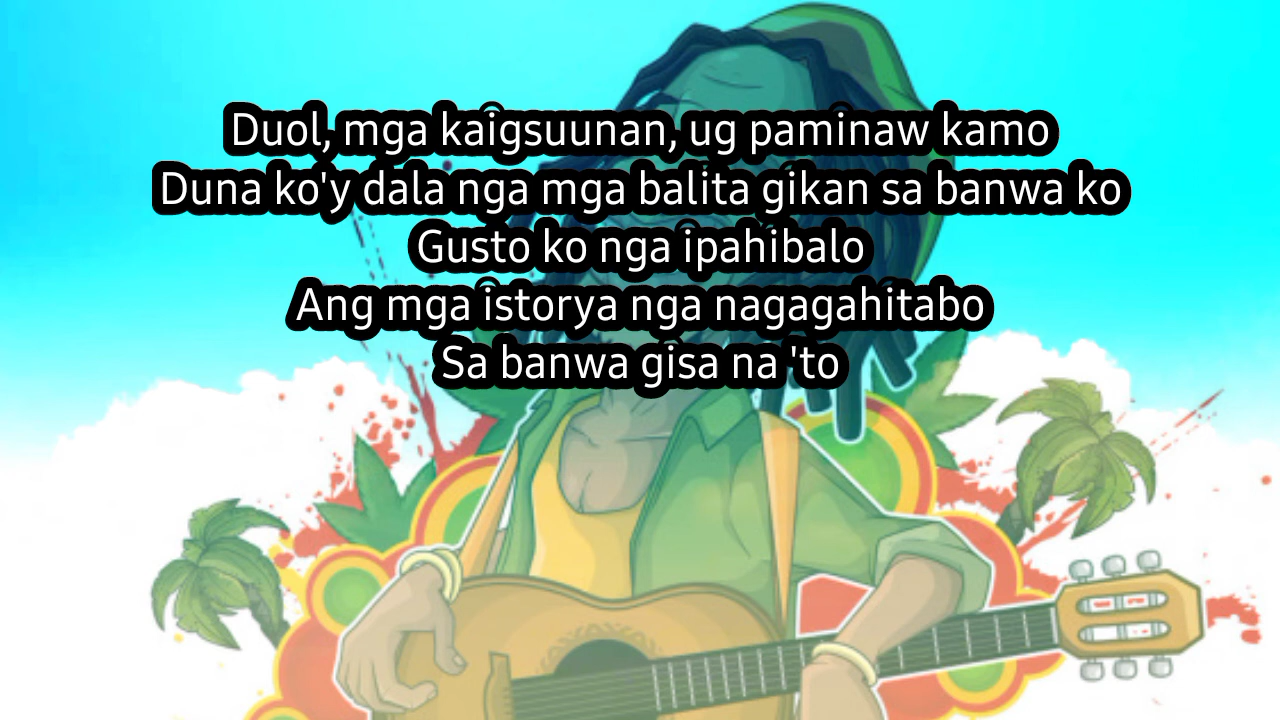 Duol, mga kaigsuunan, ug paminaw kamo
Duna ko'y dala nga mga balita gikan sa banwa ko
Gusto ko nga ipahibalo
Ang mga istorya nga nagagahitabo
Sa banwa gisa na 'to